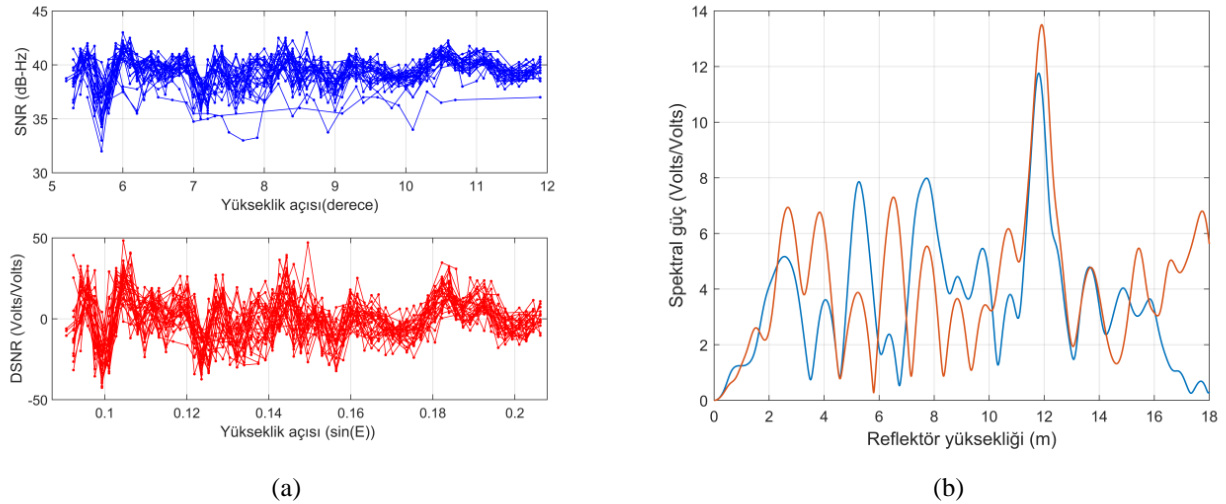 45
40
35
30
SNR (dB-Hz)
5 6 7 8 9 10 11 12
Yükseklik açısı(derece)
50
0
-50
DSNR (Volts/Volts)
0.1 0.12 0.14 0.16 0.18 0.2
Yükseklik açısı (sin(E))
(a)
14
12
10
8
6
4
2
0
Spektral güç (Volts/Volts)
0 2 4 6 8 10 12 14 16 18
Reflektör yüksekliği (m)
(b)